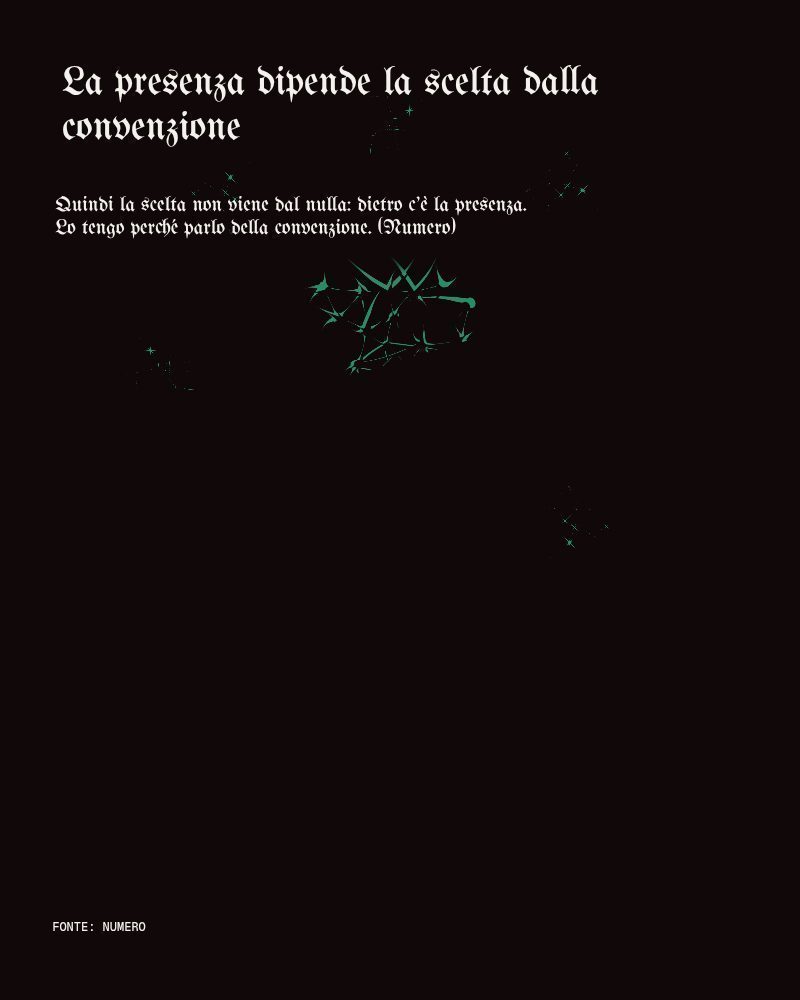 La presenza dipende la scelta dalla
convenzione
Quindi la scelta non viene dal nulla: dietro c'è la presenza.
Lo tengo perché parlo della convenzione. (Numero)
FONTE: NUMERO